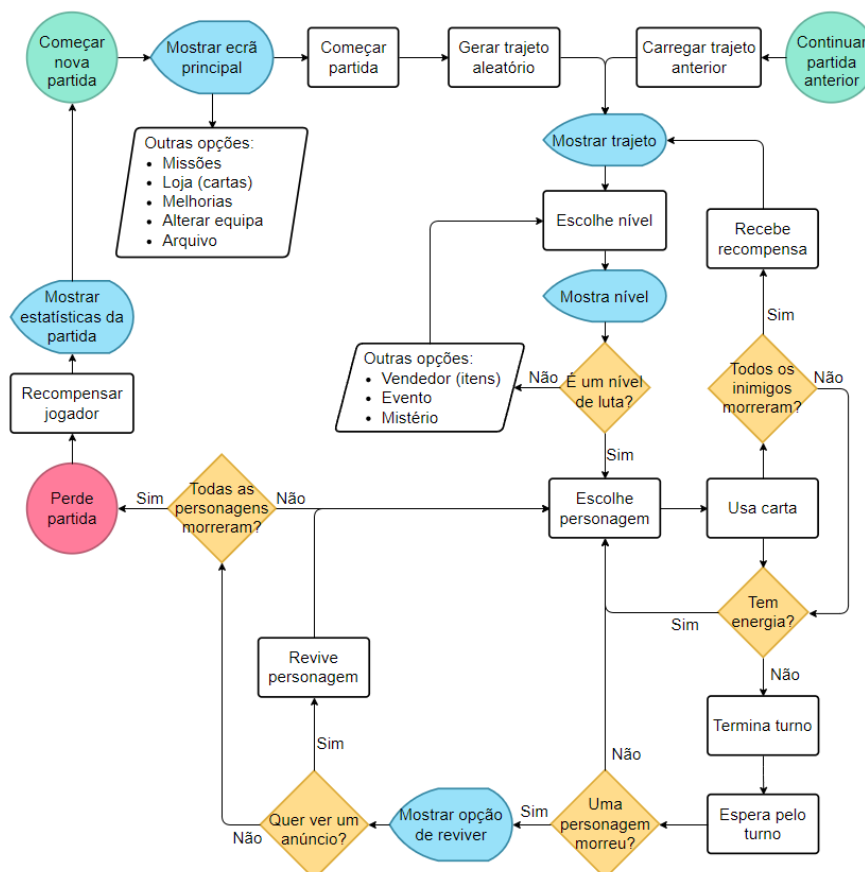 Começar
nova
partida
Mostrar ecrã
principal
Começar
partida
Gerar trajeto
aleatório
Carregar trajeto
anterior
Continuar
partida
anterior
Outras opções:
• Missões
• Loja (cartas)
• Melhorias
• Alterar equipa
• Arquivo
Mostrar trajeto
Escolhe nível
Recebe
recompensa
Mostrar
estatísticas da
partida
Mostra nível
Sim
Outras opções:
• Vendedor (itens)
• Evento
• Mistério
Não
É um nível
de luta?
Todos os
inimigos
morreram?
Não
Recompensar
jogador
Sim
Perde
partida
Sim
Todas as
personagens
morreram?
Não
Escolhe
personagem
Usa carta
Tem
energia?
Sim
Não
Revive
personagem
Termina turno
Sim
Não
Quer ver um
anúncio?
Não
Mostrar opção
de reviver
Sim
Uma
personagem
morreu?
Espera pelo
turno